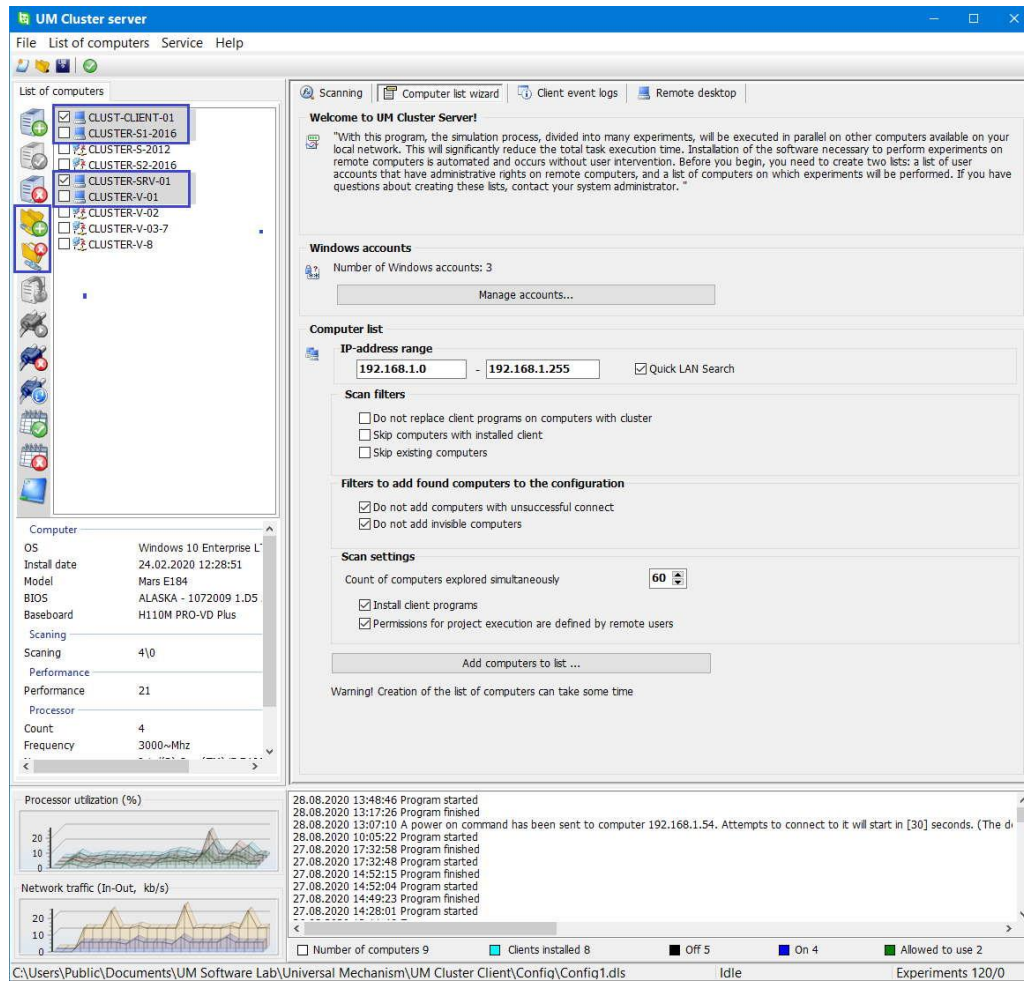 UM Cluster server
File List of computers Service Help
List of computers
CLUST-CLIENT-01
CLUSTER-S1-2016
CLUSTER-S-2012
CLUSTER-S2-2016
CLUSTER-SRV-01
CLUSTER-V-01
CLUSTER-V-02
CLUSTER-V-03-7
CLUSTER-V-8
Computer
OS Windows 10 Enterprise L
Install date 24.02.2020 12:28:51
Model Mars E184
BIOS ALASKA - 1072009 1.D5
Baseboard H110M PRO-VD Plus
Scaning
Scaning 4\0
Performance
Performance 21
Processor
Count 4
Frequency 3000~Mhz
Processor utilization (%)
20
10
0
Network traffic (In-Out, kb/s)
20
10
0
Scanning Computer list wizard Client event logs Remote desktop
Welcome to UM Cluster Server!
"With this program, the simulation process, divided into many experiments, will be executed in parallel on other computers available on your
local network. This will significantly reduce the total task execution time. Installation of the software necessary to perform experiments on
remote computers is automated and occurs without user intervention. Before you begin, you need to create two lists: a list of user
accounts that have administrative rights on remote computers, and a list of computers on which experiments will be performed. If you have
questions about creating these lists, contact your system administrator. "
Windows accounts
Number of Windows accounts: 3
Manage accounts...
Computer list
IP-address range
192.168.1.0 - 192.168.1.255 Quick LAN Search
Scan filters
Do not replace client programs on computers with cluster
Skip computers with installed client
Skip existing computers
Filters to add found computers to the configuration
Do not add computers with unsuccessful connect
Do not add invisible computers
Scan settings
Count of computers explored simultaneously 60
Install client programs
Permissions for project execution are defined by remote users
Add computers to list ...
Warning! Creation of the list of computers can take some time
28.08.2020 13:48:46 Program started
28.08.2020 13:17:26 Program finished
28.08.2020 13:07:10 A power on command has been sent to computer 192.168.1.54. Attempts to connect to it will start in [30] seconds. (The d
28.08.2020 10:05:22 Program started
27.08.2020 17:32:58 Program finished
27.08.2020 17:32:48 Program started
27.08.2020 14:52:15 Program finished
27.08.2020 14:52:04 Program started
27.08.2020 14:49:23 Program finished
27.08.2020 14:28:01 Program started
Number of computers 9 Clients installed 8 Off 5 On 4 Allowed to use 2
C:\Users\Public\Documents\UM Software Lab\Universal Mechanism\UM Cluster Client\Config\Config1.dls Idle Experiments 120/0